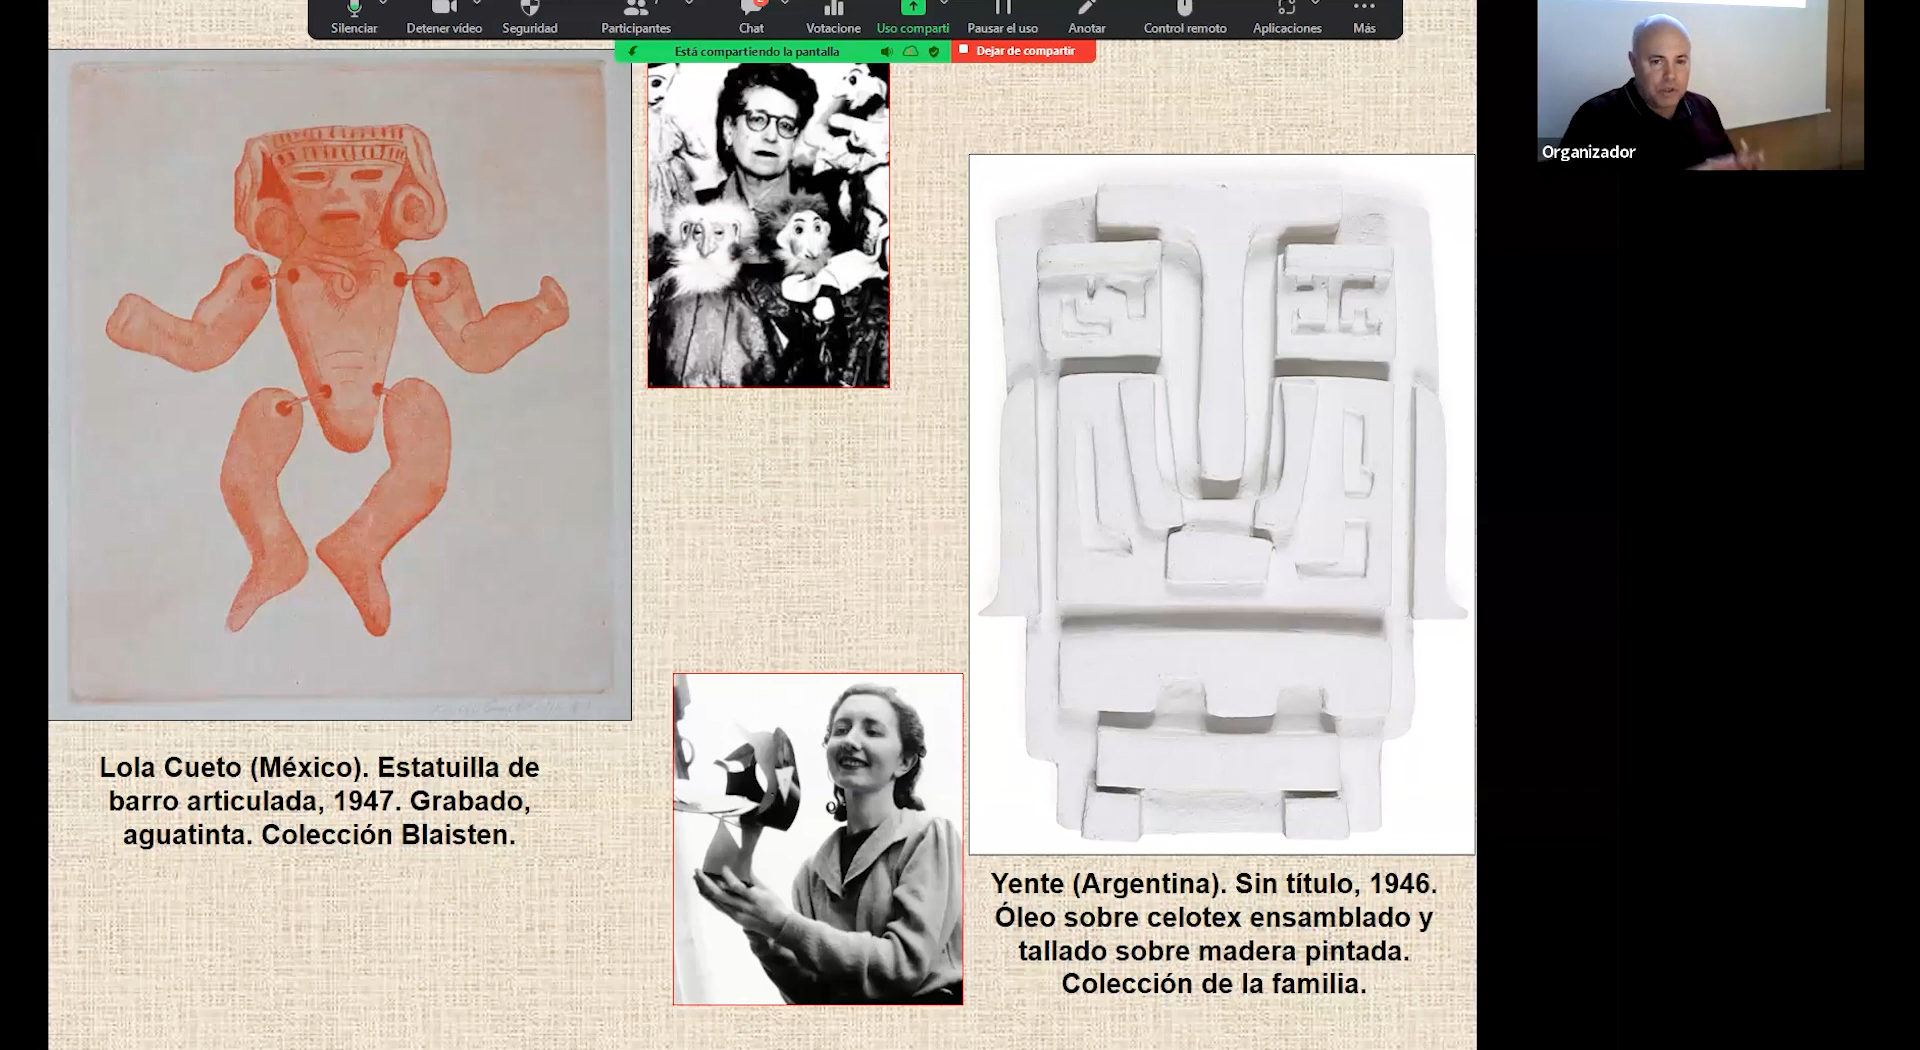 Silenciar
Detener vídeo
Seguridad
Participantes
Chat
Votacione
Uso comparti
Pausar el uso
Anotar
Control remoto
Aplicaciones
Más
Está compartiendo la pantalla
Dejar de compartir
Organizador
Lola Cueto (México). Estatuilla de
barro articulada, 1947. Grabado,
aguatinta. Colección Blaisten.
Yente (Argentina). Sin título, 1946.
Óleo sobre celotex ensamblado y
tallado sobre madera pintada.
Colección de la familia.